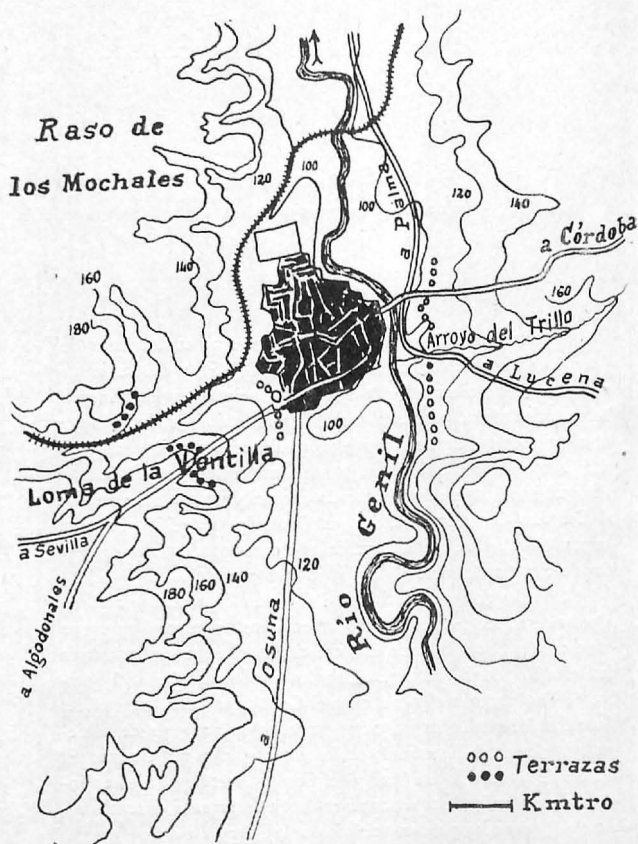 Raso de
los Mochales
120
100
100
a Palma
120
140
a Córdoba
160
160
180
140
Arroyo del Trillo
a Lucena
100
Loma de la Ventilla
a Sevilla
a Algodonales
180
160
140
120
a Osuna
Rio Genil
Terrazas
Kmtro